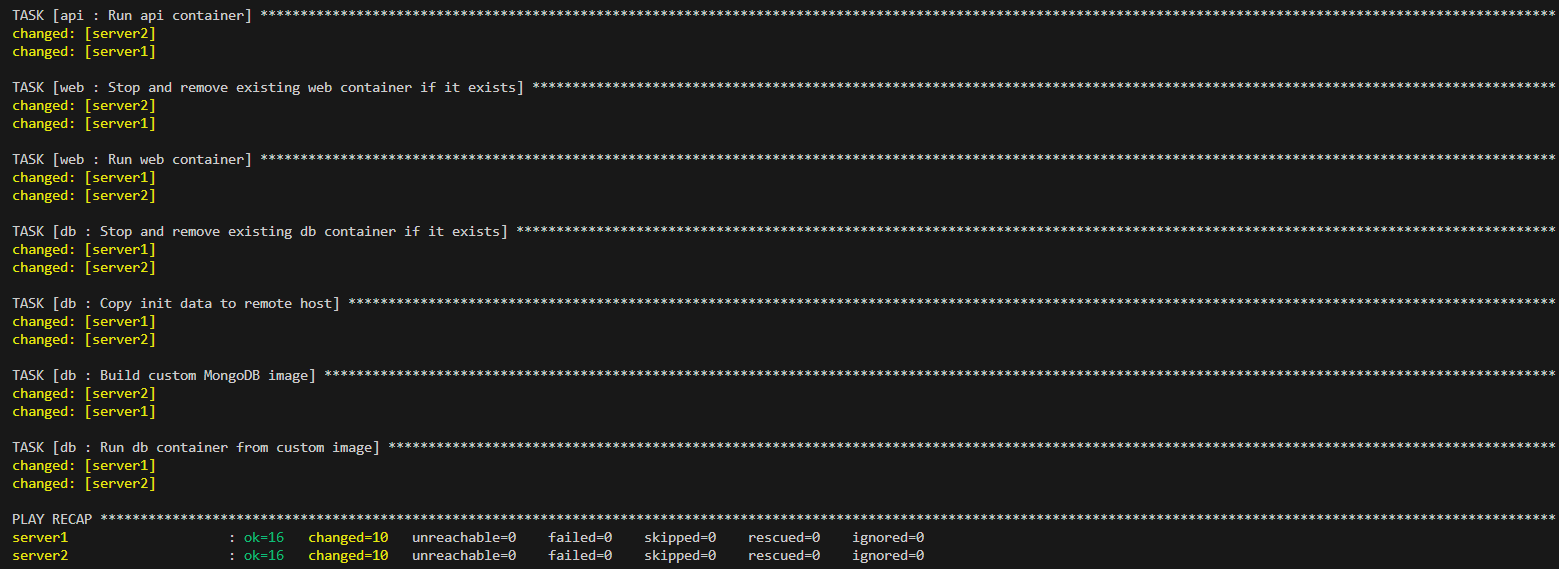 TASK [api : Run api container] ******************************************************************************************************************************************************************
changed: [server2]
changed: [server1]

TASK [web : Stop and remove existing web container if it exists] ********************************************************************************************************************************
changed: [server2]
changed: [server1]

TASK [web : Run web container] ******************************************************************************************************************************************************************
changed: [server1]
changed: [server2]

TASK [db : Stop and remove existing db container if it exists] **********************************************************************************************************************************
changed: [server1]
changed: [server2]

TASK [db : Copy init data to remote host] *******************************************************************************************************************************************************
changed: [server1]
changed: [server2]

TASK [db : Build custom MongoDB image] **********************************************************************************************************************************************************
changed: [server2]
changed: [server1]

TASK [db : Run db container from custom image] **************************************************************************************************************************************************
changed: [server1]
changed: [server2]

PLAY RECAP **************************************************************************************************************************************************************************************
server1                    : ok=16   changed=10   unreachable=0    failed=0    skipped=0    rescued=0    ignored=0
server2                    : ok=16   changed=10   unreachable=0    failed=0    skipped=0    rescued=0    ignored=0